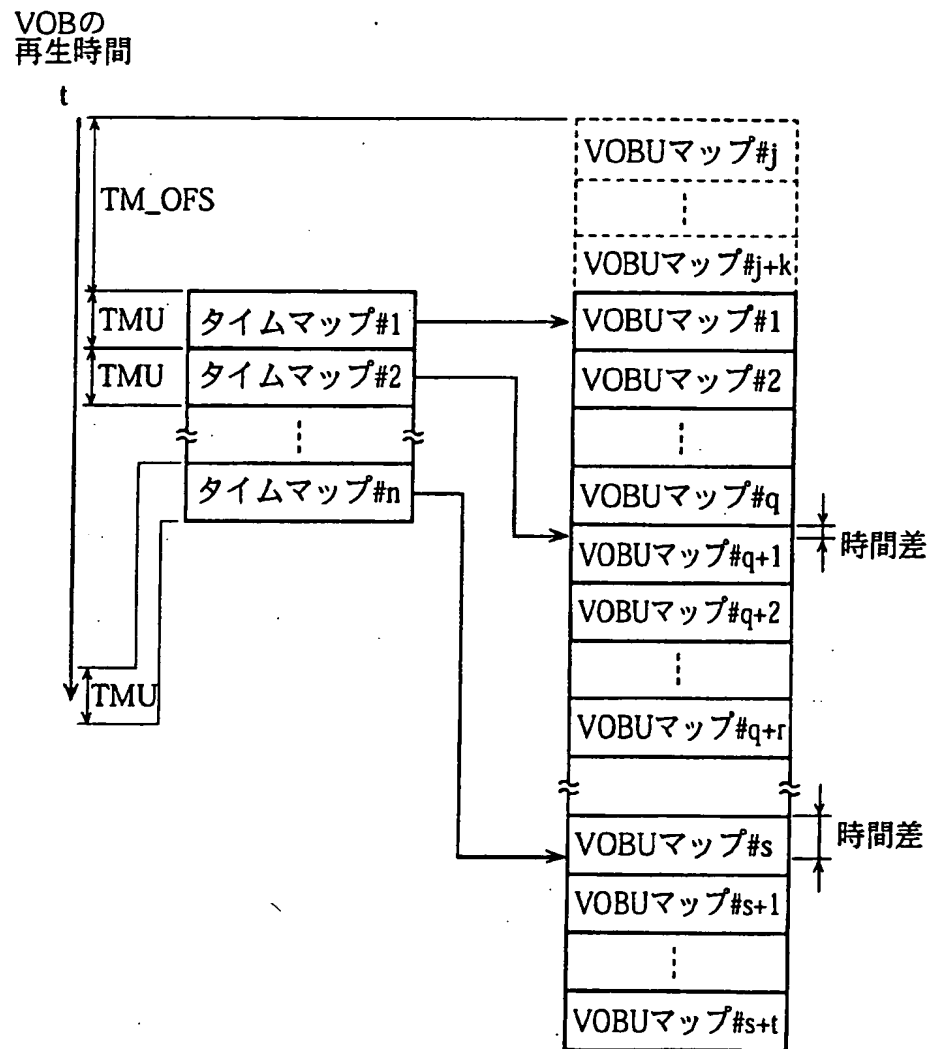 VOBの
再生時間
t
TM_OFS
TMU
TMU
TMU
タイムマップ#1
タイムマップ#2
タイムマップ#n
VOBUマップ#j
VOBUマップ#j+k
VOBUマップ#1
VOBUマップ#2
VOBUマップ#q
VOBUマップ#q+1
VOBUマップ#q+2
VOBUマップ#q+r
VOBUマップ#s
VOBUマップ#s+1
VOBUマップ#s+t
時間差
時間差